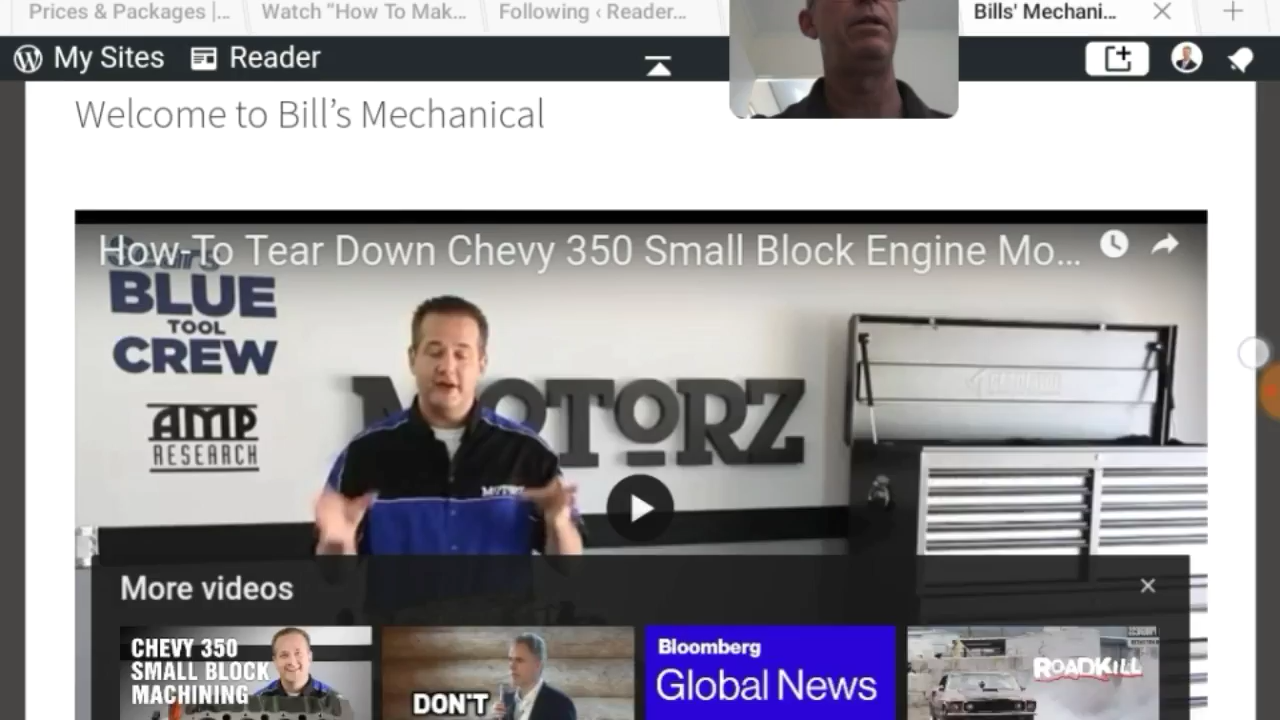 Prices & Packages |...
Watch "How To Mak...
Following ‹ Reader...
Bills' Mechani...
My Sites
Reader
Welcome to Bill's Mechanical
How-To Tear Down Chevy 350 Small Block Engine Mo...
BLUE
TOOL
CREW
AMP
RESEARCH
MOTORZ
More videos
CHEVY 350
SMALL BLOCK
MACHINING
DON'T
Bloomberg
Global News
ROADKILL